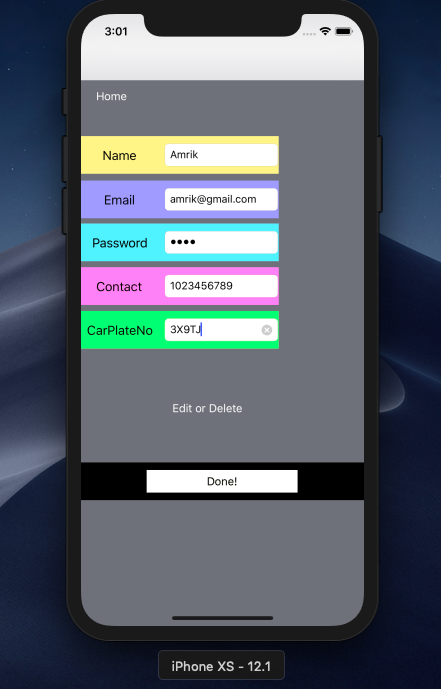 3:01
Home
Name Amrik
Email amrik@gmail.com
Password ••••
Contact 1023456789
CarPlateNo 3X9TJ
Edit or Delete
Done!
iPhone XS - 12.1